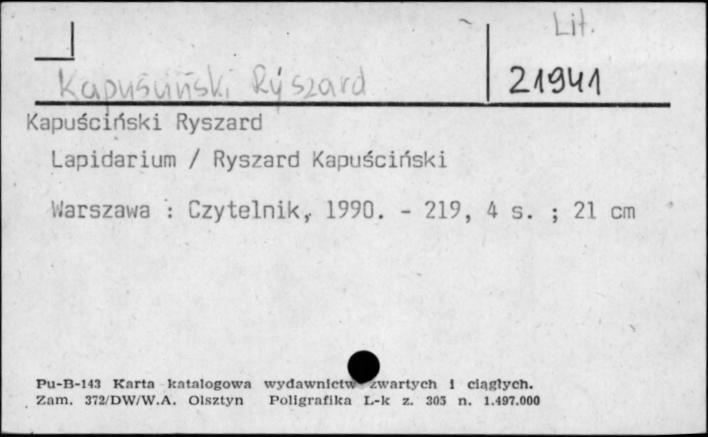 Lit.
Kapuściński Ryszard
21941
Kapuściński Ryszard
Lapidarium / Ryszard Kapuściński
Warszawa : Czytelnik, 1990. - 219, 4 s. ; 21 cm
Pu-B-143 Karta katalogowa wydawnictw zwartych i ciągłych.
Zam. 372/DW/W.A. Olsztyn Poligrafika L-k z. 305 n. 1.497.000